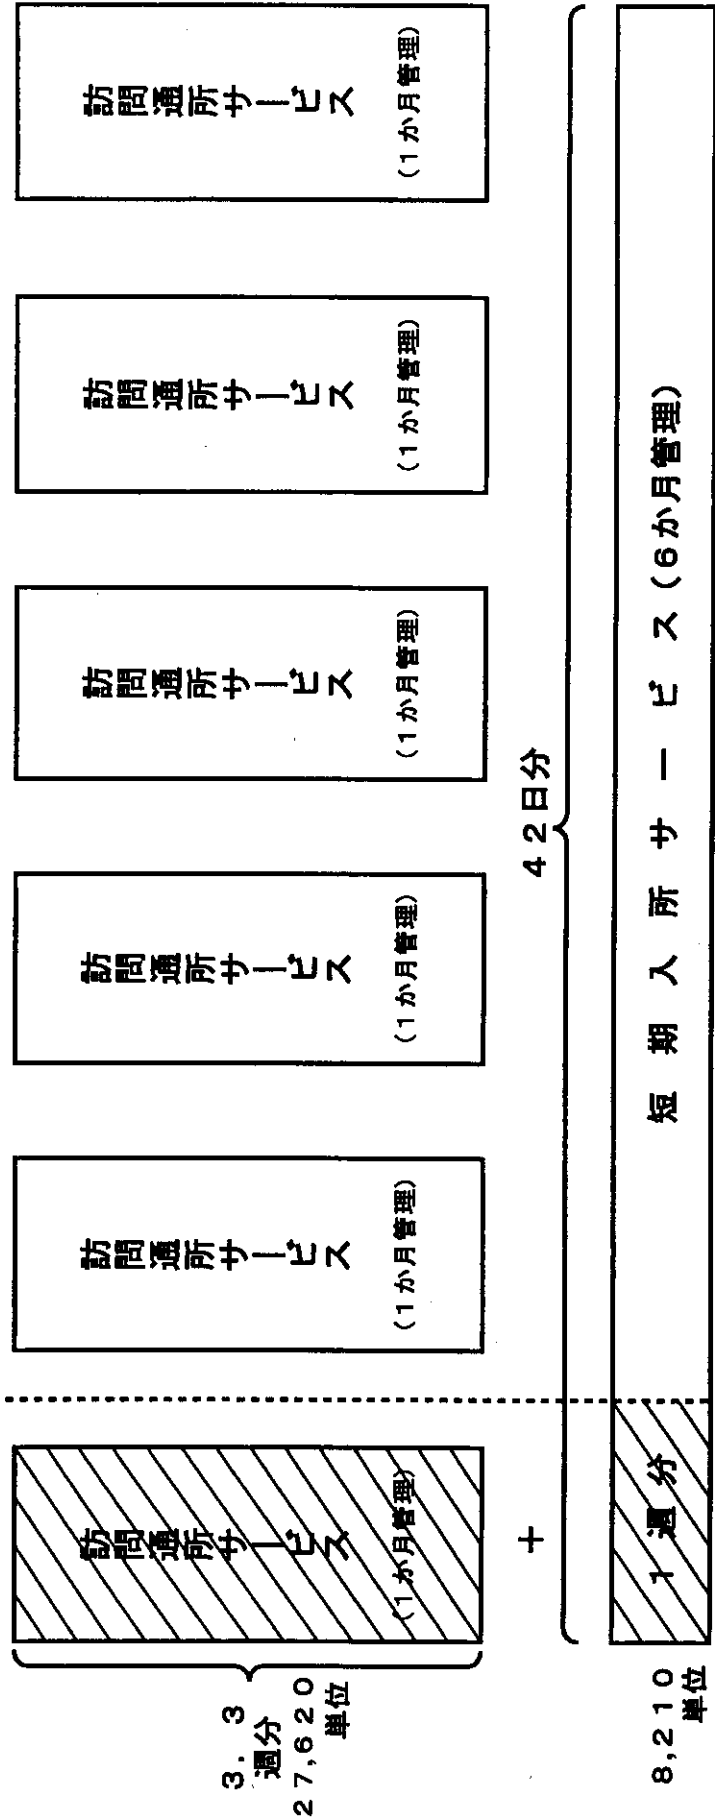 3.3
週分
27,620
単位
訪問通所サービス
(1か月管理)
訪問通所サービス
(1か月管理)
訪問通所サービス
(1か月管理)
訪問通所サービス
(1か月管理)
訪問通所サービス
(1か月管理)
訪問通所サービス
(1か月管理)
+
42日分
8,210
単位
1週分
短期入所サービス(6か月管理)